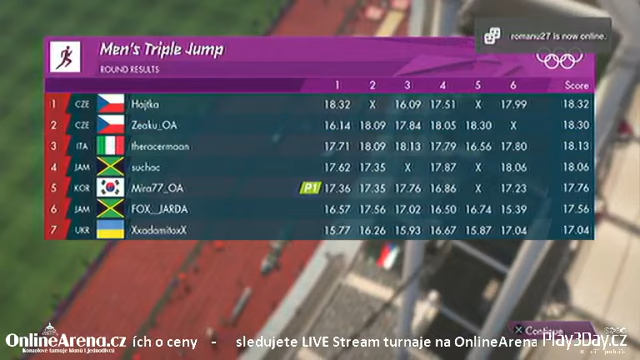 romanu27 is now online.
Men's Triple Jump
ROUND RESULTS
1 2 3 4 5 6 Score
1 CZE Hajtka 18.32 X 16.09 17.51 X 17.99 18.32
2 CZE Zeaku_OA 16.14 18.09 17.84 18.05 18.30 X 18.30
3 ITA theracerman 17.71 18.09 18.13 17.79 16.56 17.80 18.13
4 JAM suchac 17.62 17.35 X 17.87 X 18.06 18.06
5 KOR Mira77_OA P1 17.36 17.35 17.76 16.86 X 17.23 17.76
6 JAM FOX__JARDA 16.57 17.56 17.02 16.50 16.74 15.39 17.56
7 UKR XxadamitoxX 15.77 16.26 15.93 16.67 15.87 17.04 17.04
X Continue
OnlineArena.cz
Konzolové turnaje hlavně jednoduše
ích o ceny - sledujete LIVE Stream turnaje na OnlineArena
Play3Day.cz